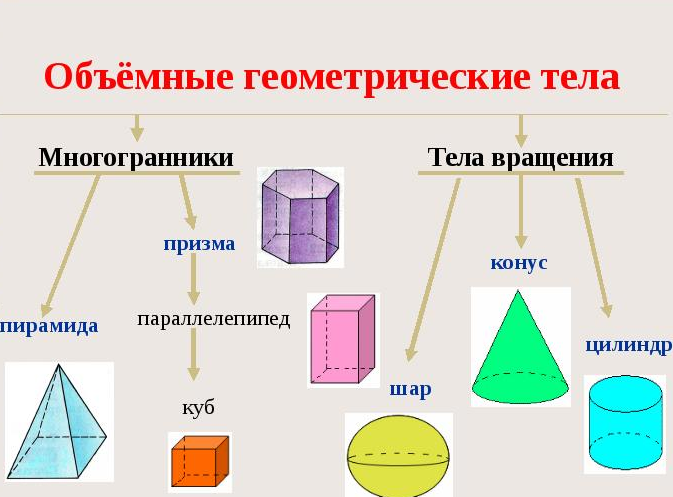 Объёмные геометрические тела
Многогранники
Тела вращения
призма
конус
пирамида
параллелепипед
цилиндр
шар
куб